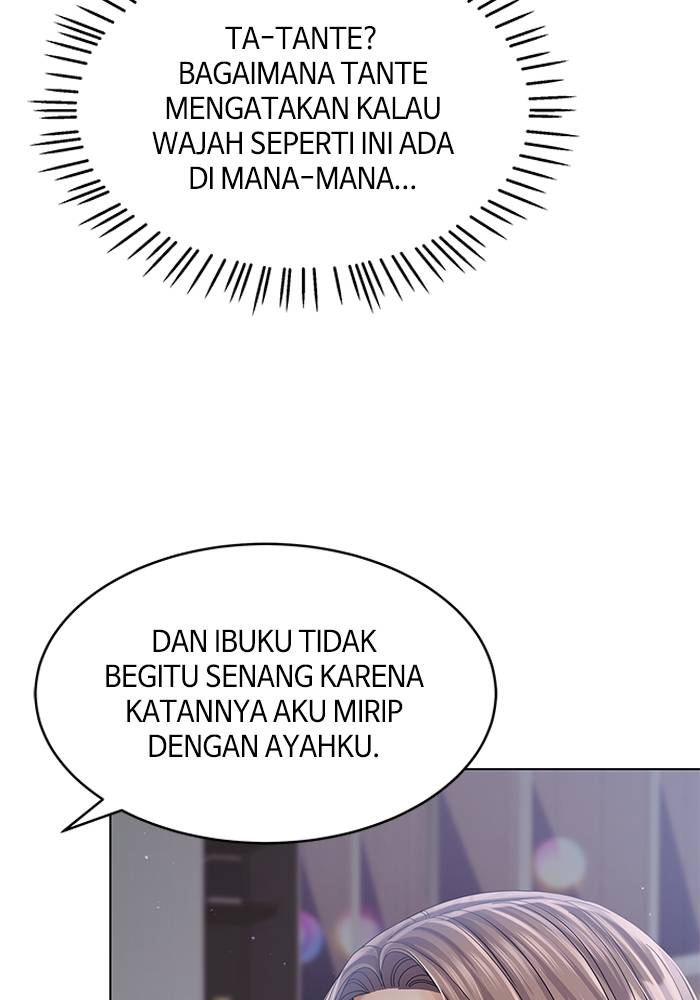 TA-TANTE?
BAGAIMANA TANTE
MENGATAKAN KALAU
WAJAH SEPERTI INI ADA
DI MANA-MANA...
DAN IBUKU TIDAK
BEGITU SENANG KARENA
KATANNYA AKU MIRIP
DENGAN AYAHKU.